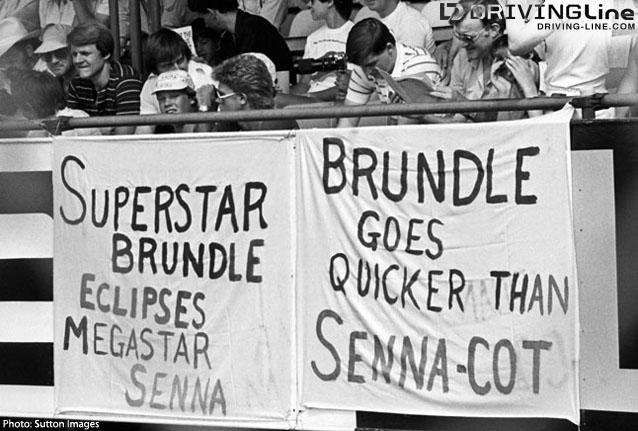 DRIVINGLINE
DRIVING-LINE.COM
SUPERSTAR
BRUNDLE
ECLIPSES
MEGASTAR
SENNA
BRUNDLE
GOES
QUICKER THAN
SENNA-COT
Photo: Sutton Images